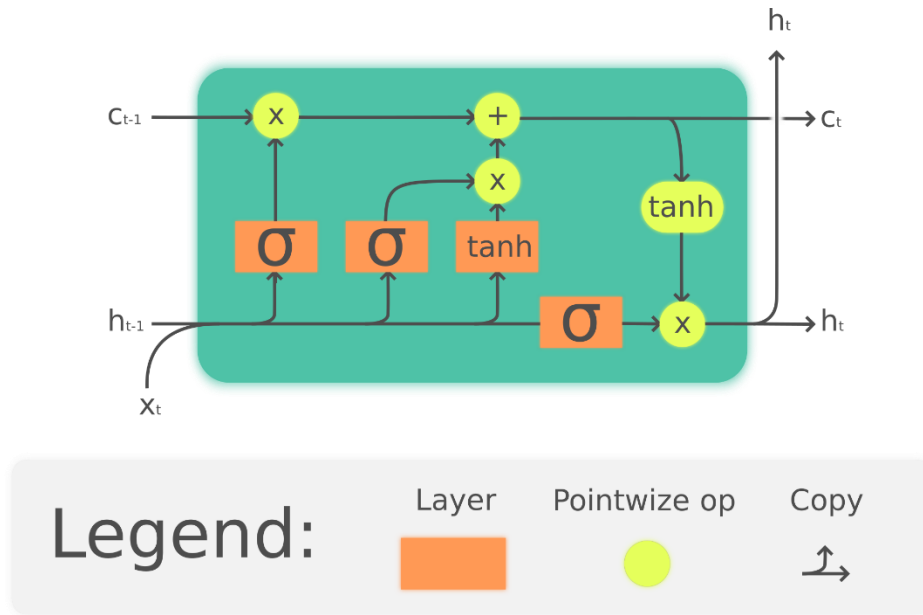 hₜ
cₜ₋₁ x + cₜ
x
tanh
σ σ tanh
hₜ₋₁ σ x hₜ
xₜ
Legend:
Layer Pointwize op Copy